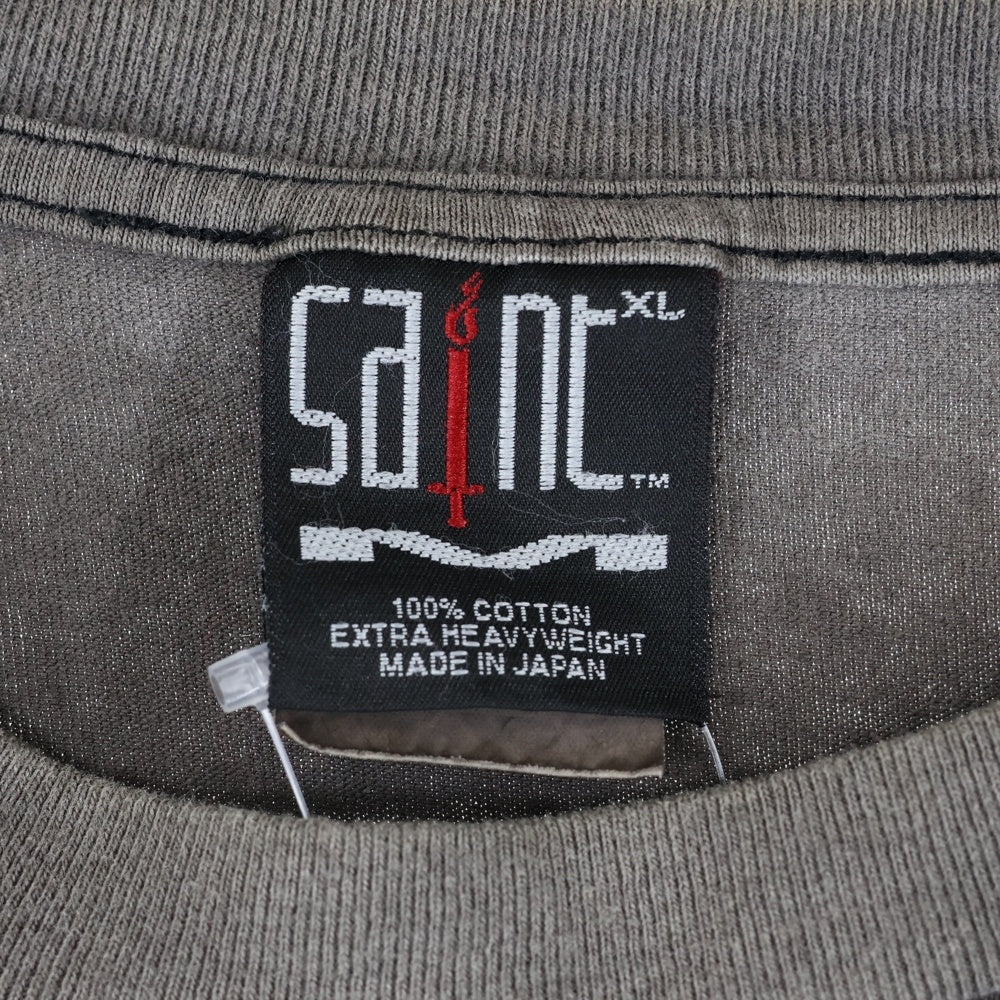 saint XL
TM
100% COTTON
EXTRA HEAVYWEIGHT
MADE IN JAPAN